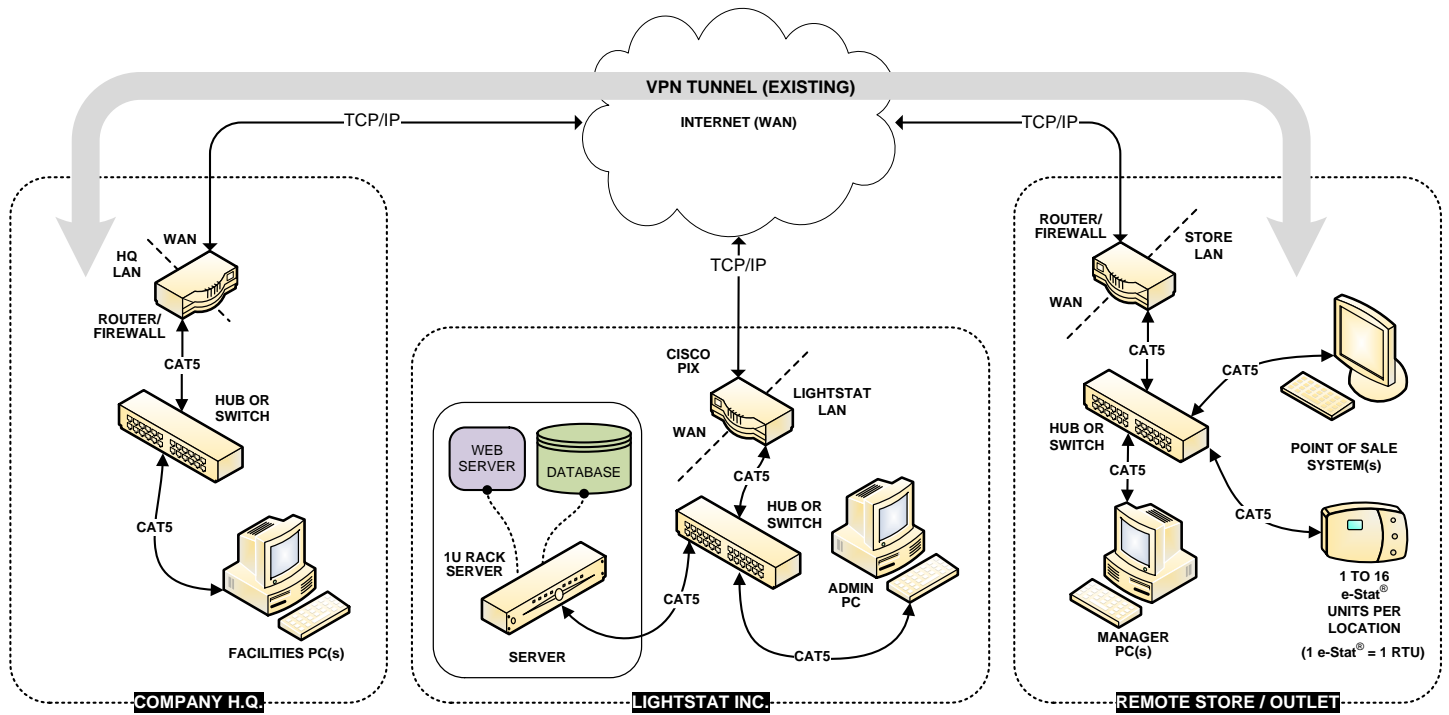 VPN TUNNEL (EXISTING)
INTERNET (WAN)
TCP/IP
TCP/IP
TCP/IP
WAN
HQ
LAN
ROUTER/
FIREWALL
CAT5
HUB OR
SWITCH
CAT5
FACILITIES PC(s)
COMPANY H.Q.
CISCO
PIX
LIGHTSTAT
LAN
WAN
WEB
SERVER
DATABASE
CAT5
HUB OR
SWITCH
1U RACK
SERVER
CAT5
ADMIN
PC
CAT5
SERVER
LIGHTSTAT INC.
ROUTER/
FIREWALL
STORE
LAN
WAN
CAT5
CAT5
HUB OR
SWITCH
POINT OF SALE
SYSTEM(s)
CAT5
CAT5
MANAGER
PC(s)
1 TO 16
e-Stat®
UNITS PER
LOCATION
(1 e-Stat® = 1 RTU)
REMOTE STORE / OUTLET